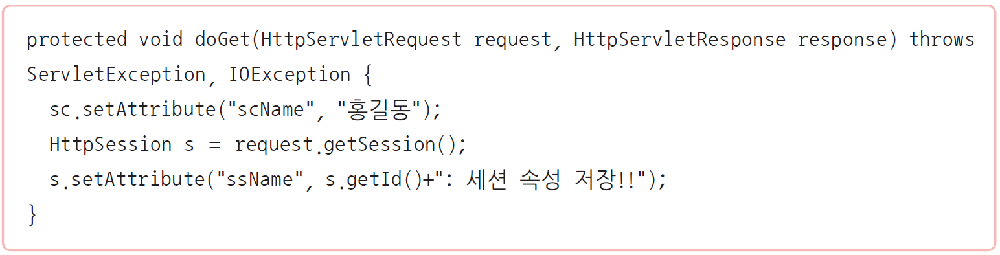 protected void doGet(HttpServletRequest request, HttpServletResponse response) throws
ServletException, IOException {
  sc.setAttribute("scName", "홍길동");
  HttpSession s = request.getSession();
  s.setAttribute("ssName", s.getId()+": 세션 속성 저장!!");
}